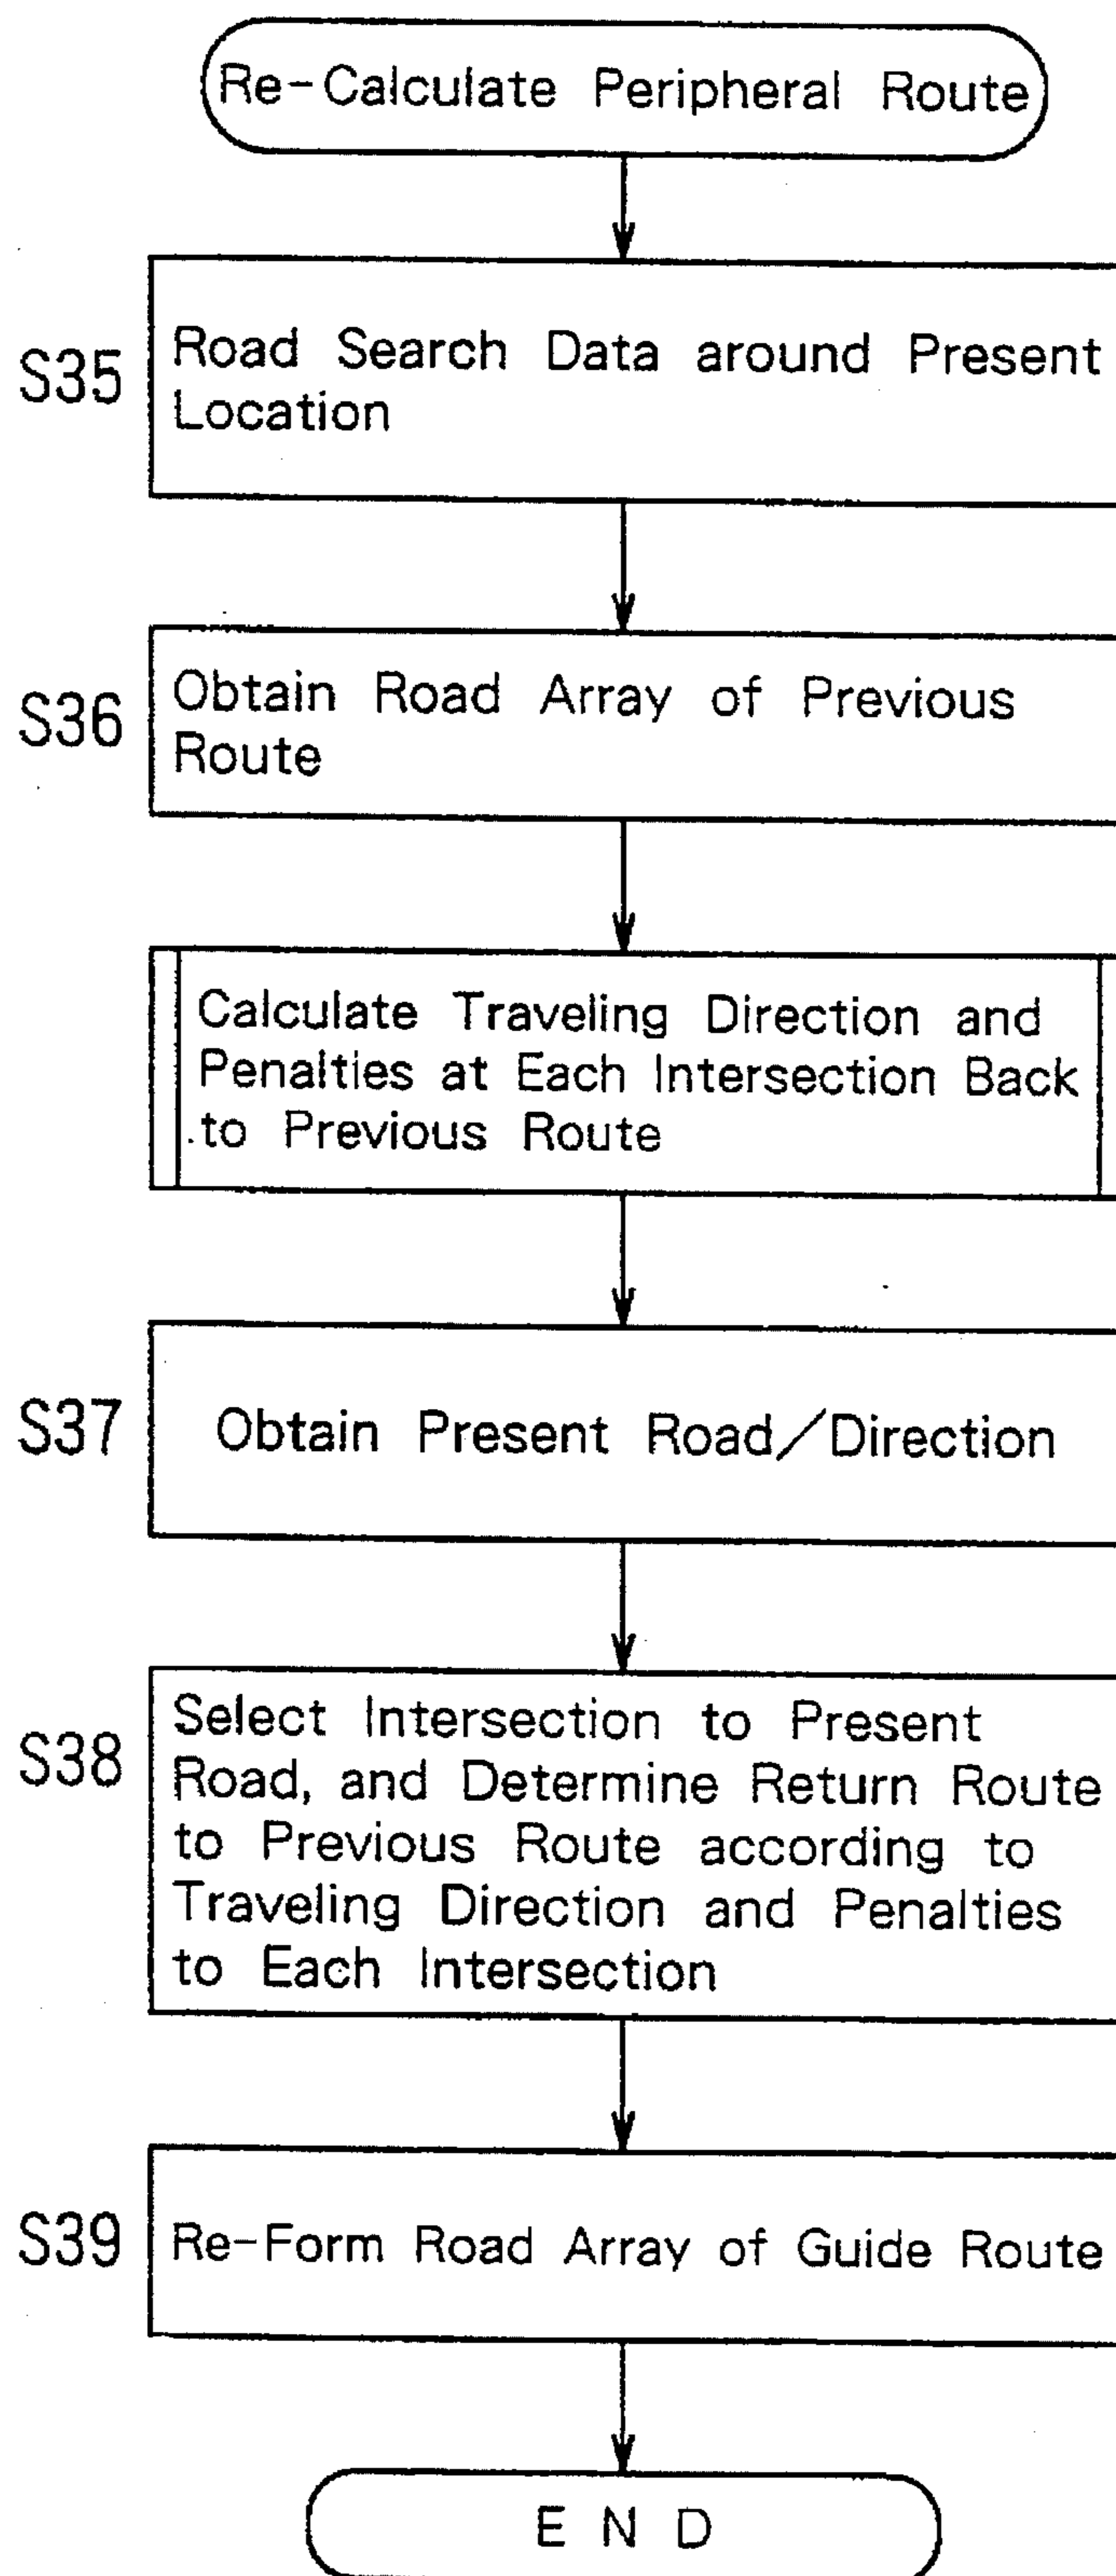 Re-Calculate Peripheral Route
S35
Road Search Data around Present
Location
S36
Obtain Road Array of Previous
Route
Calculate Traveling Direction and
Penalties at Each Intersection Back
to Previous Route
S37
Obtain Present Road/Direction
S38
Select Intersection to Present
Road, and Determine Return Route
to Previous Route according to
Traveling Direction and Penalties
to Each Intersection
S39
Re-Form Road Array of Guide Route
END